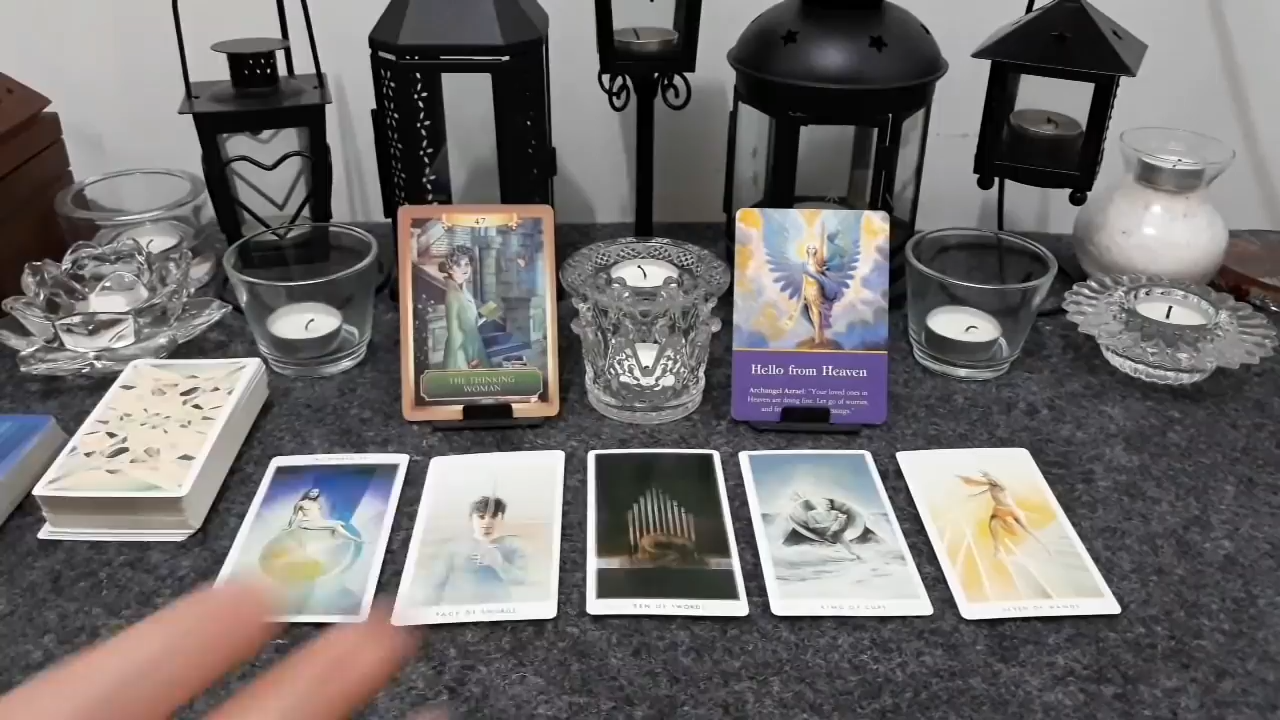 47
THE THINKING
WOMAN
Hello from Heaven
Archangel Azrael: "Your loved ones in
Heaven are doing fine. Let go of worries,
and
PAGE OF SWORDS
TEN OF SWORDS
KING OF CUPS
SEVEN OF WANDS